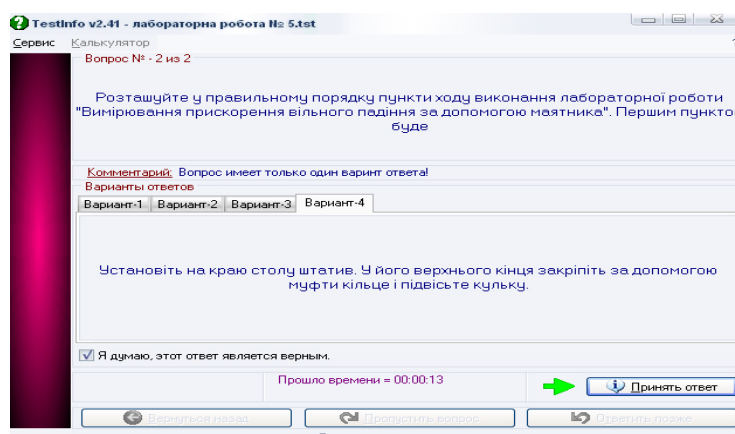 TestInfo v2.41 - лабораторна робота № 5.tst
Сервис Калькулятор
Вопрос № - 2 из 2
Розташуйте у правильному порядку пункти ходу виконання лабораторної роботи
"Вимірювання прискорення вільного падіння за допомогою маятника". Першим пункто
буде
Комментарий: Вопрос имеет только один варинт ответа!
Варианты ответов
Вариант-1 Вариант-2 Вариант-3 Вариант-4
Установіть на краю столу штатив. У його верхнього кінця закріпіть за допомогою
муфти кільце і підвісьте кульку.
Я думаю, этот ответ является верным.
Прошло времени = 00:00:13
Принять ответ
Вернуться назад Пропустить вопрос Ответить позже